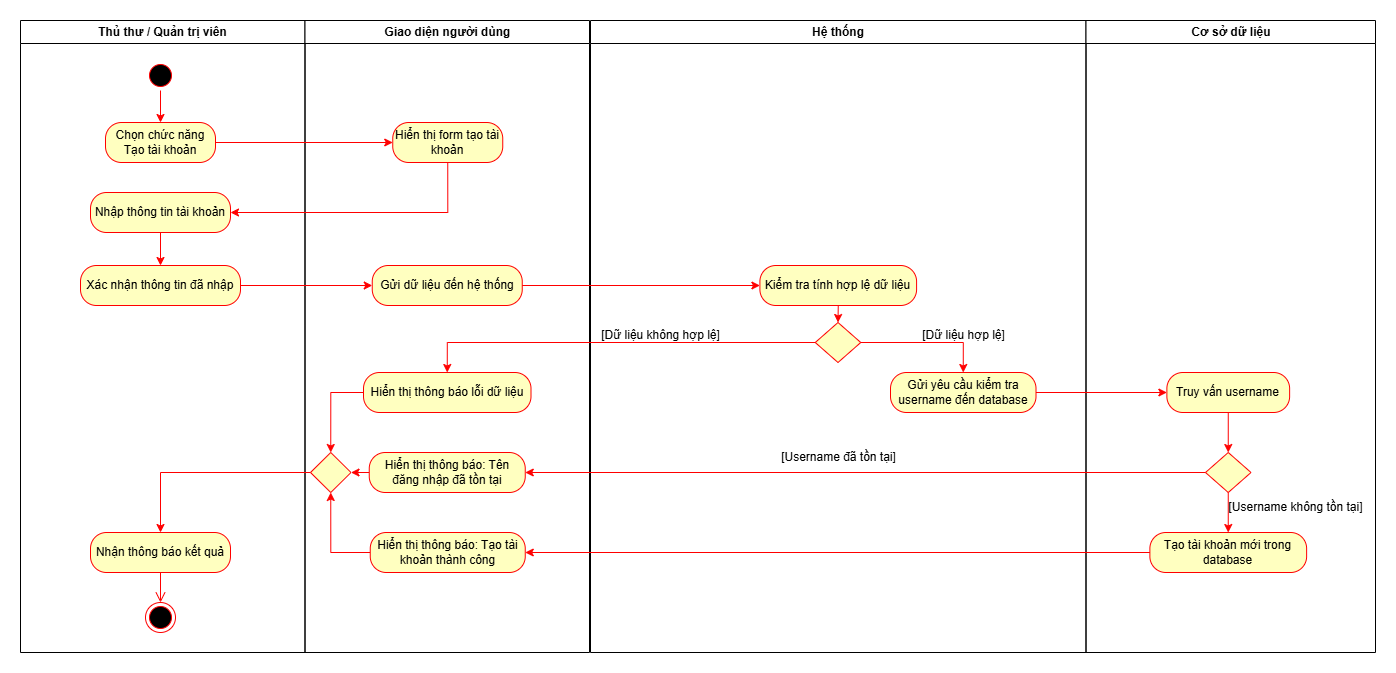 Thủ thư / Quản trị viên
Giao diện người dùng
Hệ thống
Cơ sở dữ liệu
Chọn chức năng
Tạo tài khoản
Hiển thị form tạo tài
khoản
Nhập thông tin tài khoản
Xác nhận thông tin đã nhập
Gửi dữ liệu đến hệ thống
Kiểm tra tính hợp lệ dữ liệu
[Dữ liệu không hợp lệ]
[Dữ liệu hợp lệ]
Hiển thị thông báo lỗi dữ liệu
Gửi yêu cầu kiểm tra
username đến database
Truy vấn username
[Username đã tồn tại]
Hiển thị thông báo: Tên
đăng nhập đã tồn tại
[Username không tồn tại]
Nhận thông báo kết quả
Hiển thị thông báo: Tạo tài
khoản thành công
Tạo tài khoản mới trong
database